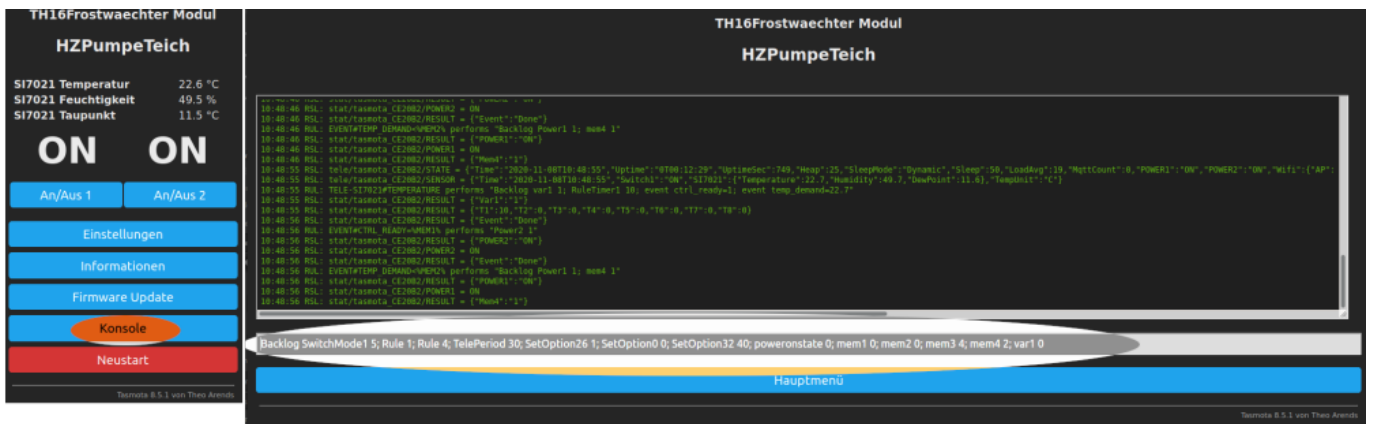 TH16Frostwaechter Modul
HZPumpeTeich
SI7021 Temperatur 22.6 °C
SI7021 Feuchtigkeit 49.5 %
SI7021 Taupunkt 11.5 °C
ON ON
An/Aus 1 An/Aus 2
Einstellungen
Informationen
Firmware Update
Konsole
Neustart
Tasmota 8.5.1 von Theo Arends
TH16Frostwaechter Modul
HZPumpeTeich
10:48:46 RSL: stat/tasmota_CE20B2/POWER2 = ON
10:48:46 RSL: stat/tasmota_CE20B2/RESULT = {"Event":"Done"}
10:48:46 RUL: EVENT#TEMP_DEMAND<%MEM2% performs "Backlog Power1 1; mem4 1"
10:48:46 RSL: stat/tasmota_CE20B2/RESULT = {"POWER1":"ON"}
10:48:46 RSL: stat/tasmota_CE20B2/POWER1 = ON
10:48:46 RSL: stat/tasmota_CE20B2/RESULT = {"Mem4":"1"}
10:48:55 RSL: tele/tasmota_CE20B2/STATE = {"Time":"2020-11-08T10:48:55","Uptime":"0T00:12:29","UptimeSec":749,"Heap":25,"SleepMode":"Dynamic","Sleep":50,"LoadAvg":19,"MqttCount":0,"POWER1":"ON","POWER2":"ON","Wifi":{"AP":
10:48:55 RSL: tele/tasmota_CE20B2/SENSOR = {"Time":"2020-11-08T10:48:55","Switch1":"ON","SI7021":{"Temperature":22.7,"Humidity":49.7,"DewPoint":11.6},"TempUnit":"C"}
10:48:55 RUL: TELE-SI7021#TEMPERATURE performs "Backlog var1 1; RuleTimer1 10; event ctrl_ready=1; event temp_demand=22.7"
10:48:55 RSL: stat/tasmota_CE20B2/RESULT = {"Var1":"1"}
10:48:55 RSL: stat/tasmota_CE20B2/RESULT = {"T1":10,"T2":0,"T3":0,"T4":0,"T5":0,"T6":0,"T7":0,"T8":0}
10:48:56 RSL: stat/tasmota_CE20B2/RESULT = {"Event":"Done"}
10:48:56 RUL: EVENT#CTRL_READY=%MEM1% performs "Power2 1"
10:48:56 RSL: stat/tasmota_CE20B2/RESULT = {"POWER2":"ON"}
10:48:56 RSL: stat/tasmota_CE20B2/POWER2 = ON
10:48:56 RSL: stat/tasmota_CE20B2/RESULT = {"Event":"Done"}
10:48:56 RUL: EVENT#TEMP_DEMAND<%MEM2% performs "Backlog Power1 1; mem4 1"
10:48:56 RSL: stat/tasmota_CE20B2/RESULT = {"POWER1":"ON"}
10:48:56 RSL: stat/tasmota_CE20B2/POWER1 = ON
10:48:56 RSL: stat/tasmota_CE20B2/RESULT = {"Mem4":"1"}
Backlog SwitchMode1 5; Rule 1; Rule 4; TelePeriod 30; SetOption26 1; SetOption0 0; SetOption32 40; poweronstate 0; mem1 0; mem2 0; mem3 4; mem4 2; var1 0
Hauptmenü
Tasmota 8.5.1 von Theo Arends